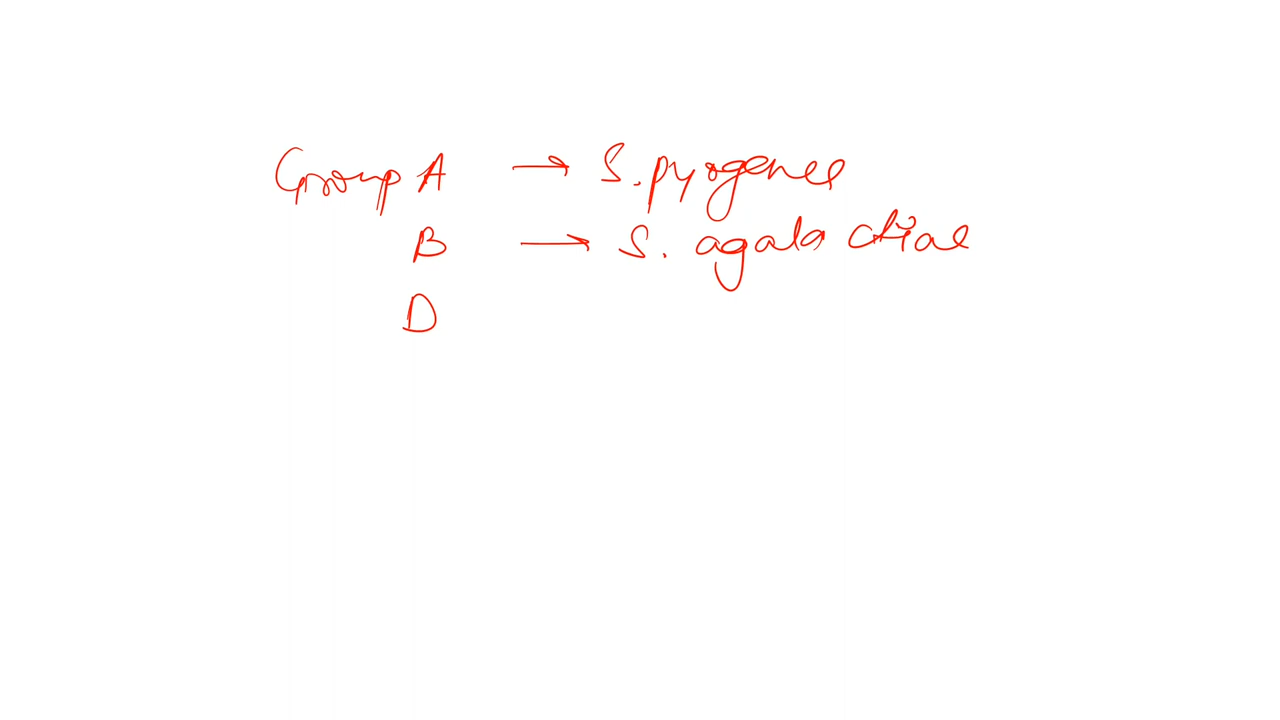 Group A → S. pyogenes
B → S. agalactiae
D